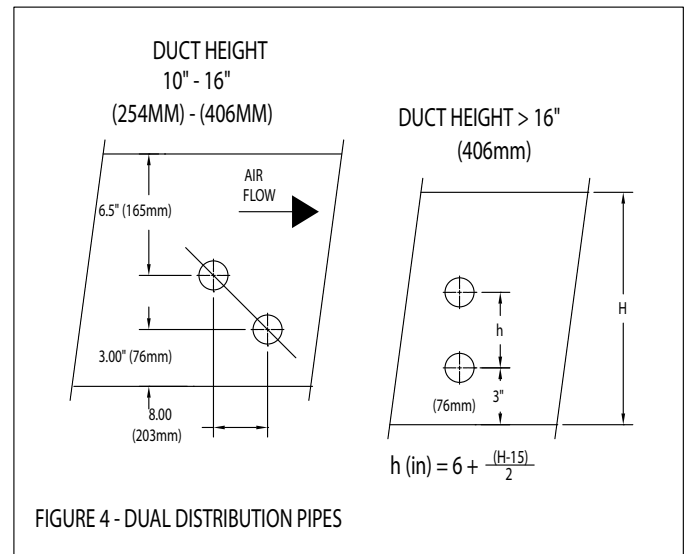 DUCT HEIGHT
10" - 16"
(254MM) - (406MM)
AIR
FLOW
6.5" (165mm)
3.00" (76mm)
8.00
(203mm)
DUCT HEIGHT > 16"
(406mm)
H
h
3"
(76mm)
h (in) = 6 + (H-15)/2
FIGURE 4 - DUAL DISTRIBUTION PIPES